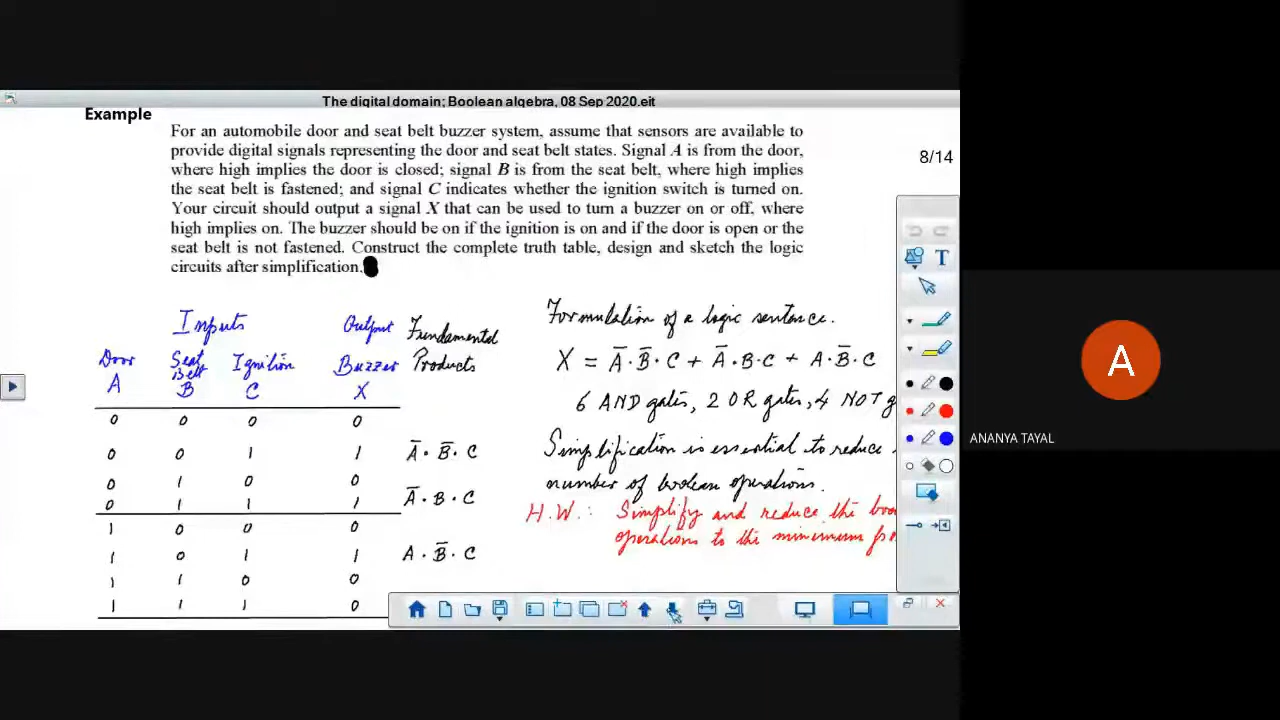 The digital domain; Boolean algebra, 08 Sep 2020.eit
Example
For an automobile door and seat belt buzzer system, assume that sensors are available to
provide digital signals representing the door and seat belt states. Signal A is from the door,
where high implies the door is closed; signal B is from the seat belt, where high implies
the seat belt is fastened; and signal C indicates whether the ignition switch is turned on.
Your circuit should output a signal X that can be used to turn a buzzer on or off, where
high implies on. The buzzer should be on if the ignition is on and if the door is open or the
seat belt is not fastened. Construct the complete truth table, design and sketch the logic
circuits after simplification.
8/14
T
Inputs Output Fundamental
Door Seat Belt Ignition Buzzer Products
A B C X
0 0 0 0
0 0 1 1 A̅ · B̅ · C
0 1 0 0
0 1 1 1 A̅ · B · C
1 0 0 0
1 0 1 1 A · B̅ · C
1 1 0 0
1 1 1 0
Formulation of a logic sentence.
X = A̅ · B̅ · C + A̅ · B · C + A · B̅ · C
6 AND gates, 2 OR gates, 4 NOT g
Simplification is essential to reduce
number of boolean operations.
H.W.: Simplify and reduce the boo
operations to the minimum
A
ANANYA TAYAL